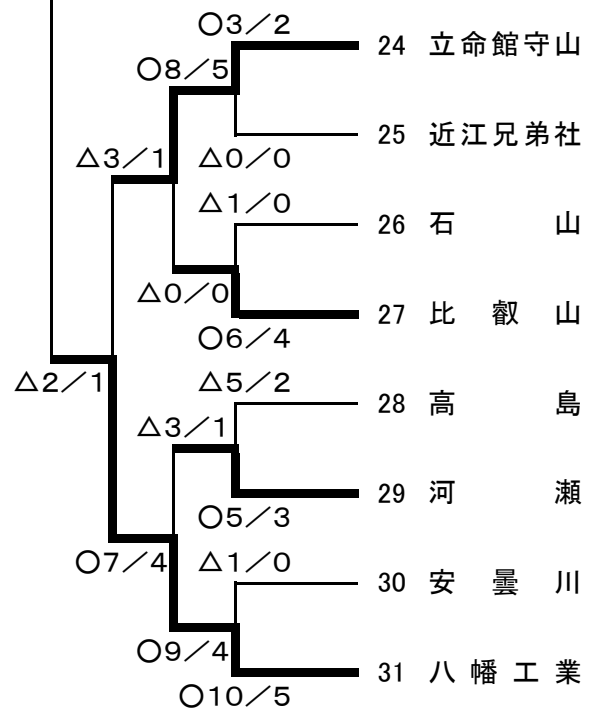 ○3／2
24 立命館守山
○8／5
25 近江兄弟社
△3／1 △0／0
△1／0
26 石山
△0／0
27 比叡山
○6／4
△2／1 △5／2
28 高島
△3／1
29 河瀬
○5／3
○7／4 △1／0
30 安曇川
○9／4
31 八幡工業
○10／5